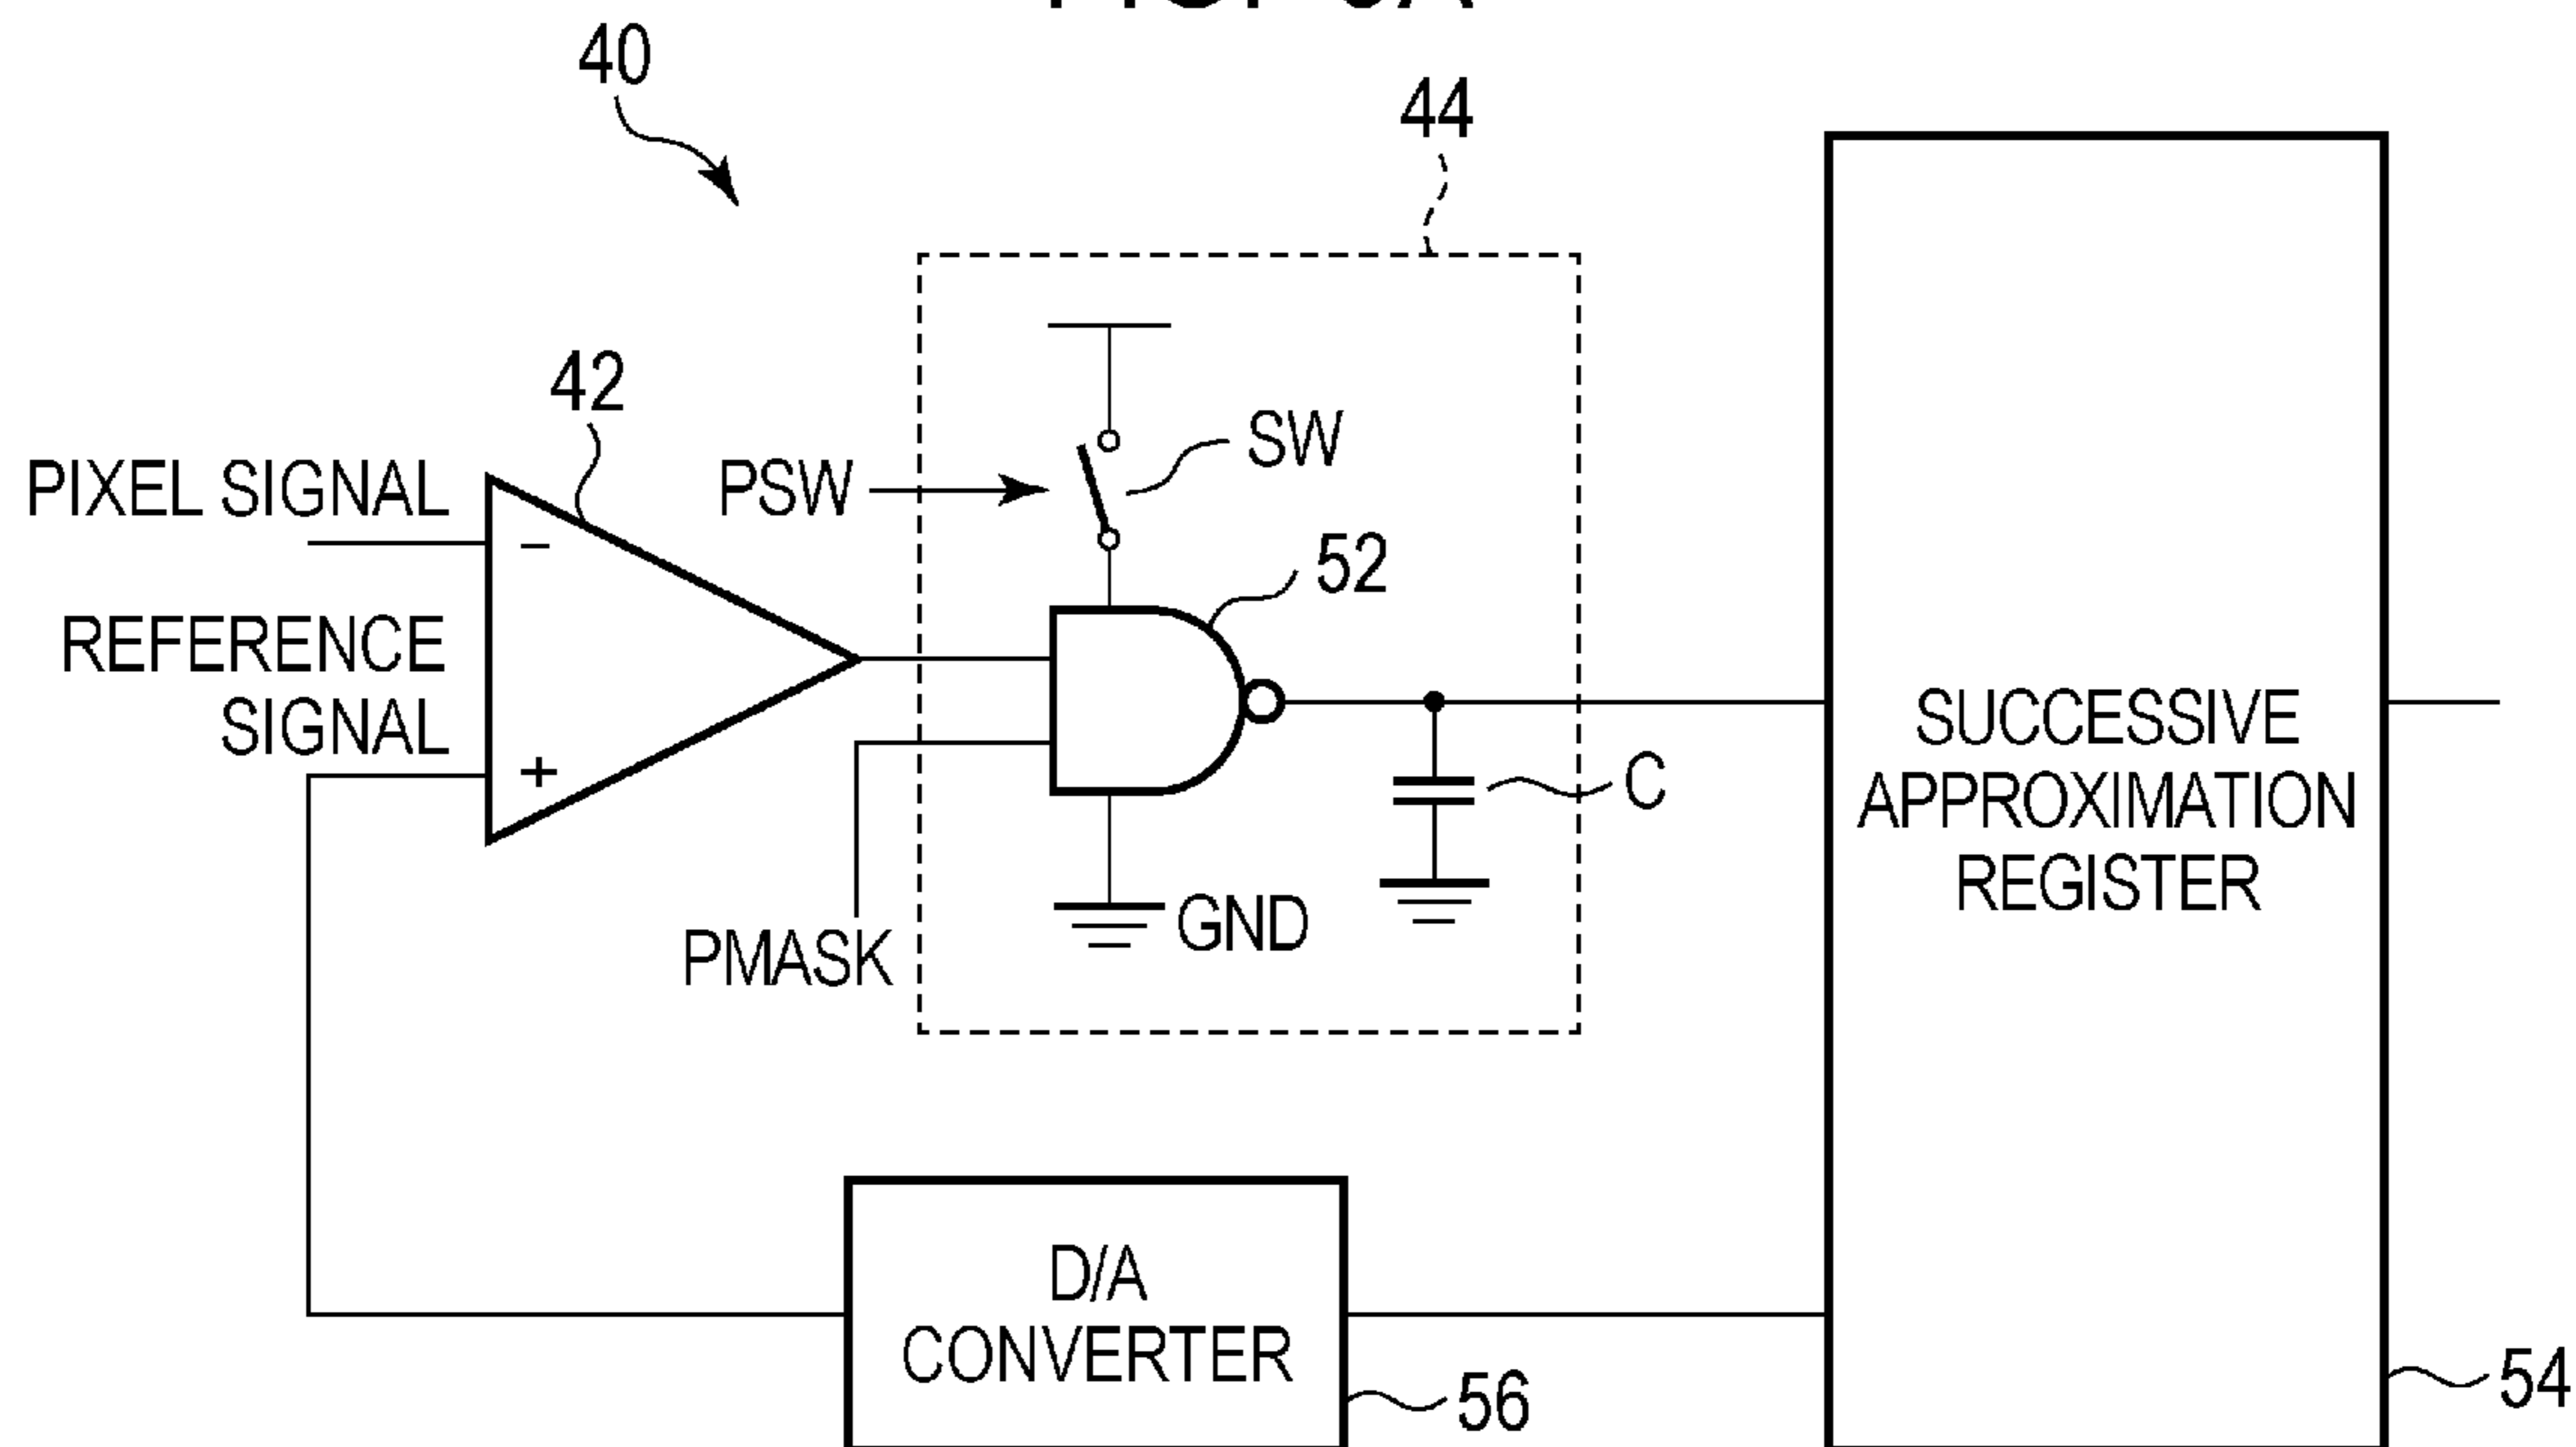 40
44
42
PIXEL SIGNAL
PSW
SW
52
REFERENCE
SIGNAL
−
+
C
SUCCESSIVE
APPROXIMATION
REGISTER
GND
PMASK
D/A
CONVERTER
56
54